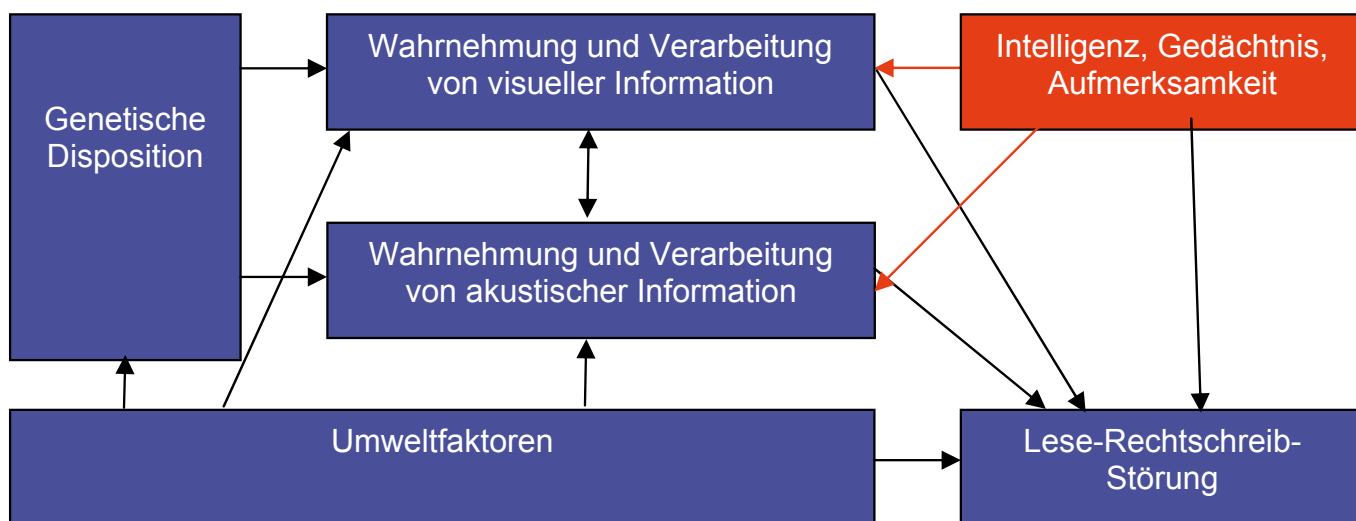 Wahrnehmung und Verarbeitung
von visueller Information
Intelligenz, Gedächtnis,
Aufmerksamkeit
Genetische
Disposition
Wahrnehmung und Verarbeitung
von akustischer Information
Umweltfaktoren
Lese-Rechtschreib-
Störung